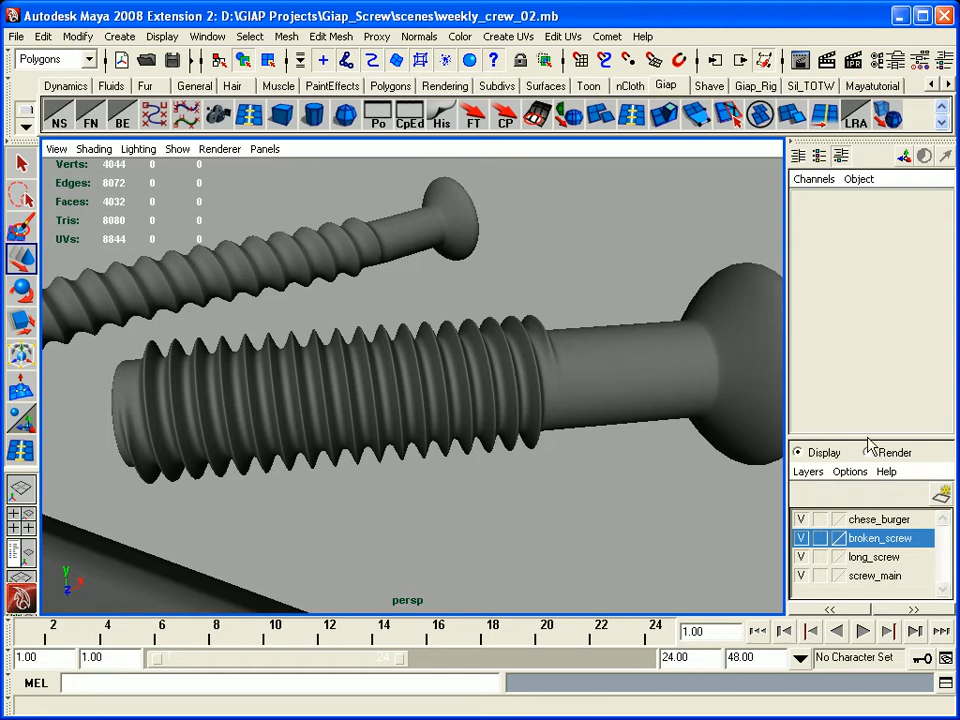 Autodesk Maya 2008 Extension 2: D:\GIAP Projects\Giap_Screw\scenes\weekly_crew_02.mb
File Edit Modify Create Display Window Select Mesh Edit Mesh Proxy Normals Color Create UVs Edit UVs Comet Help
Polygons
Dynamics Fluids Fur General Hair Muscle PaintEffects Polygons Rendering Subdivs Surfaces Toon nCloth Giap Shave Giap_Rig Sil_TOTW Mayatutorial
NS FN BE Po CpEd His FT CP LRA
View Shading Lighting Show Renderer Panels
Verts: 4044 0 0
Edges: 8072 0 0
Faces: 4032 0 0
Tris: 8080 0 0
UVs: 8844 0 0
Channels Object
Display Render
Layers Options Help
V chese_burger
V broken_screw
V long_screw
V screw_main
y x z
persp
<< >>
2 4 6 8 10 12 14 16 18 20 22 24
1.00
1.00 1.00 1 24 24.00 48.00 No Character Set
MEL